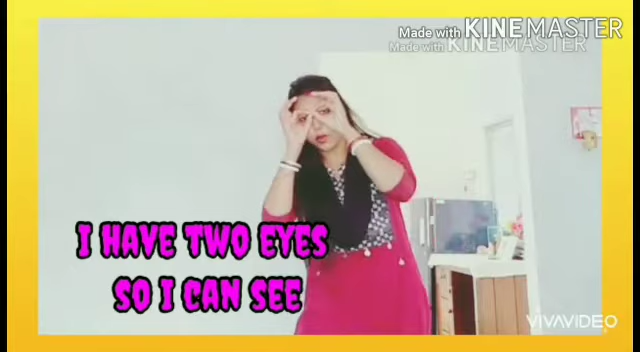 Made with KINEMASTER
Made with KINEMASTER
I HAVE TWO EYES
SO I CAN SEE
VIVAVIDEO